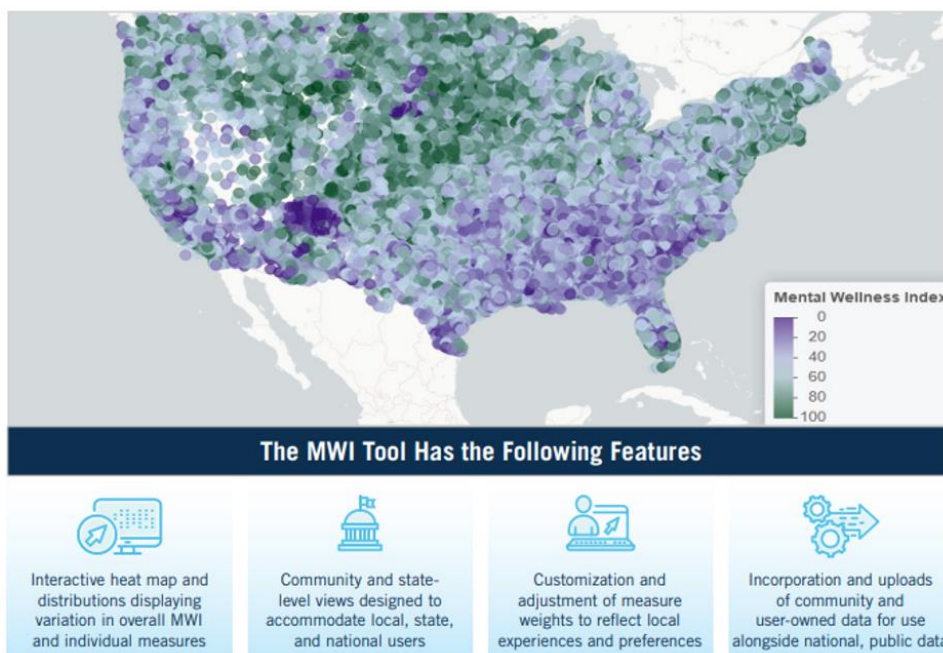 Mental Wellness Index
0
20
40
60
80
100
The MWI Tool Has the Following Features
Interactive heat map and
distributions displaying
variation in overall MWI
and individual measures
Community and state-
level views designed to
accommodate local, state,
and national users
Customization and
adjustment of measure
weights to reflect local
experiences and preferences
Incorporation and uploads
of community and
user-owned data for use
alongside national, public data